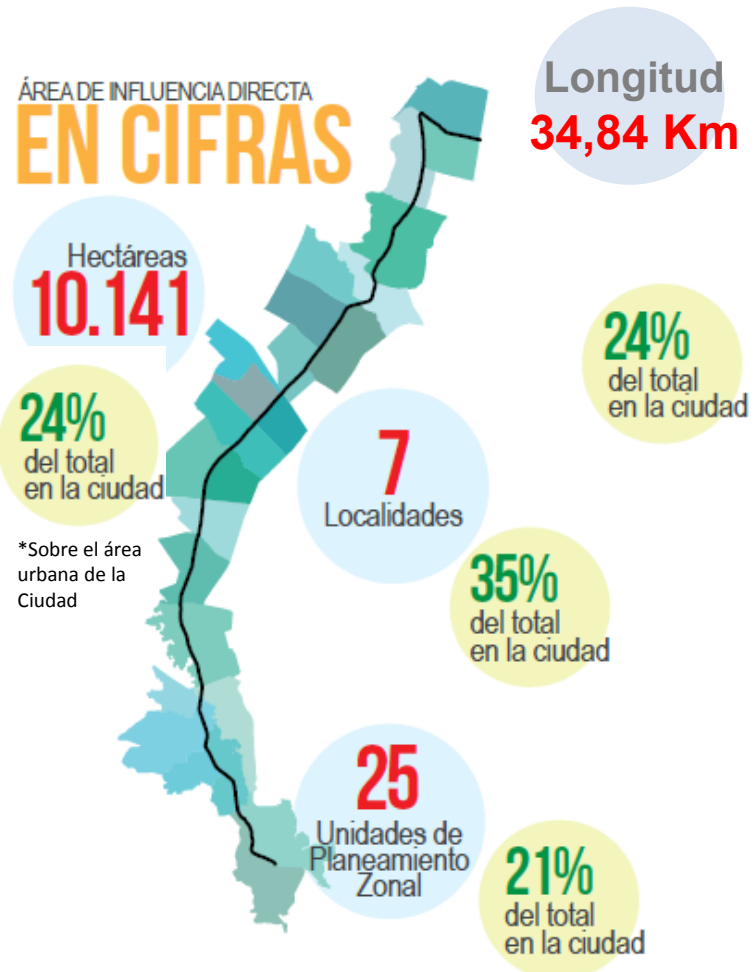 ÁREA DE INFLUENCIA DIRECTA
EN CIFRAS
Longitud
34,84 Km
Hectáreas
10.141
24%
del total
en la ciudad
*Sobre el área
urbana de la
Ciudad
24%
del total
en la ciudad
7
Localidades
35%
del total
en la ciudad
25
Unidades de
Planeamiento
Zonal
21%
del total
en la ciudad